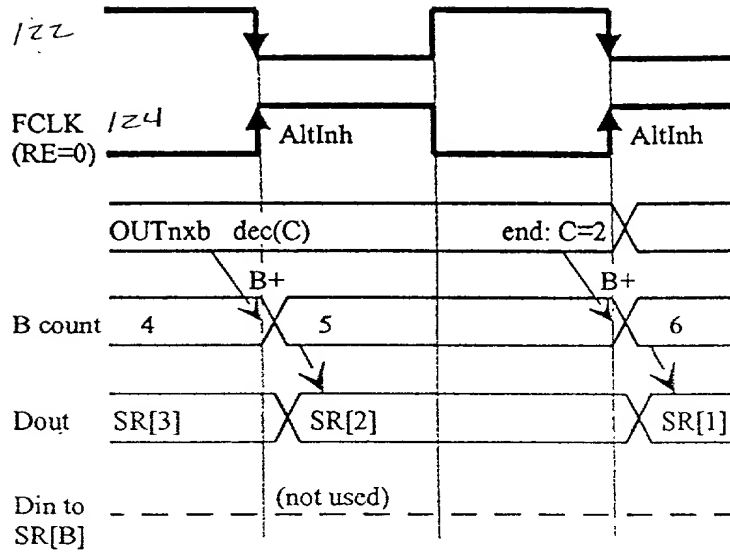 122
FCLK 124
(RE=0)
AltInh AltInh
OUTnxb dec(C) end: C=2
B+ B+
B count 4 5 6
Dout SR[3] SR[2] SR[1]
Din to (not used)
SR[B]